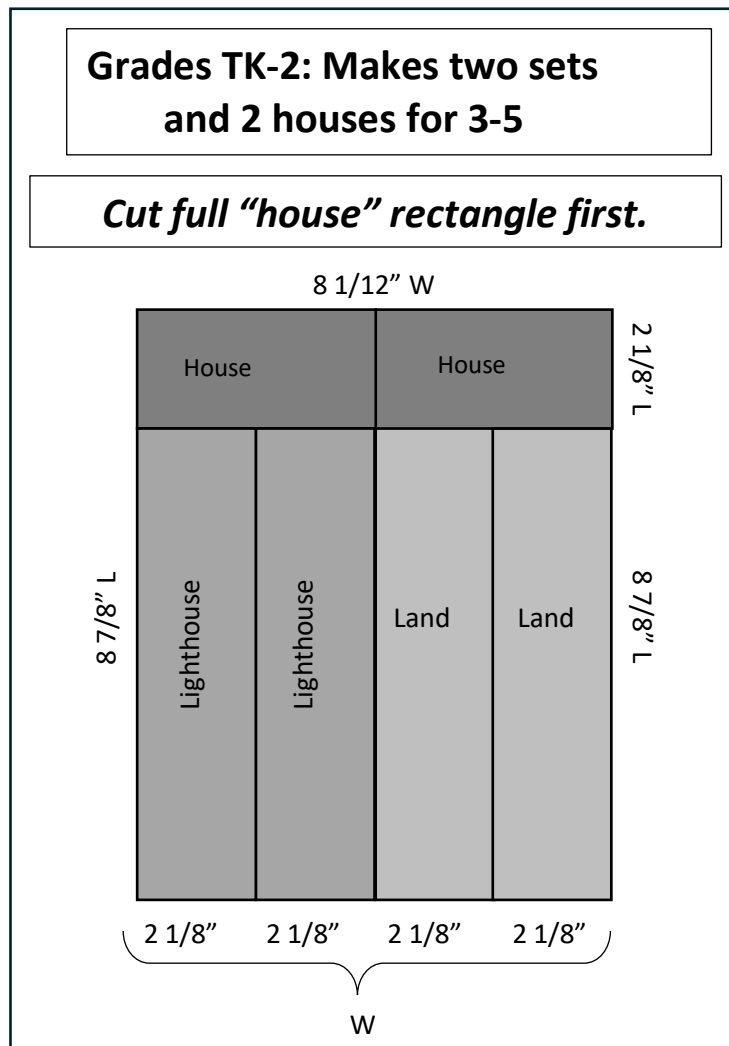 Grades TK-2: Makes two sets
and 2 houses for 3-5
Cut full “house” rectangle first.
8 1/12” W
House
House
2 1/8” L
8 7/8” L
Lighthouse
Lighthouse
Land
Land
8 7/8” L
2 1/8”
2 1/8”
2 1/8”
2 1/8”
W